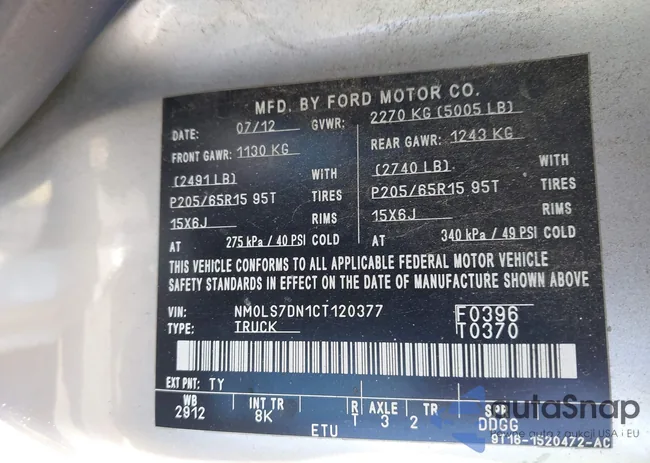 MFD. BY FORD MOTOR CO.
DATE: 07/12 GVWR: 2270 KG (5005 LB)
FRONT GAWR: 1130 KG REAR GAWR: 1243 KG
(2491 LB) WITH (2740 LB) WITH
P205/65R15 95T TIRES P205/65R15 95T TIRES
15X6J RIMS 15X6J RIMS
AT 275 kPa / 40 PSI COLD AT 340 kPa / 49 PSI COLD
THIS VEHICLE CONFORMS TO ALL APPLICABLE FEDERAL MOTOR VEHICLE
SAFETY STANDARDS IN EFFECT ON THE DATE OF MANUFACTURE SHOWN ABOVE
VIN: NM0LS7DN1CT120377 F0396
TYPE: TRUCK T0370
EXT PNT: TY
WB INT TR R AXLE TR SPR
2912 8K T 3 2 DDGG
ETU 9T16-1520472-AC
autoSnap
auta z aukcji USA i EU